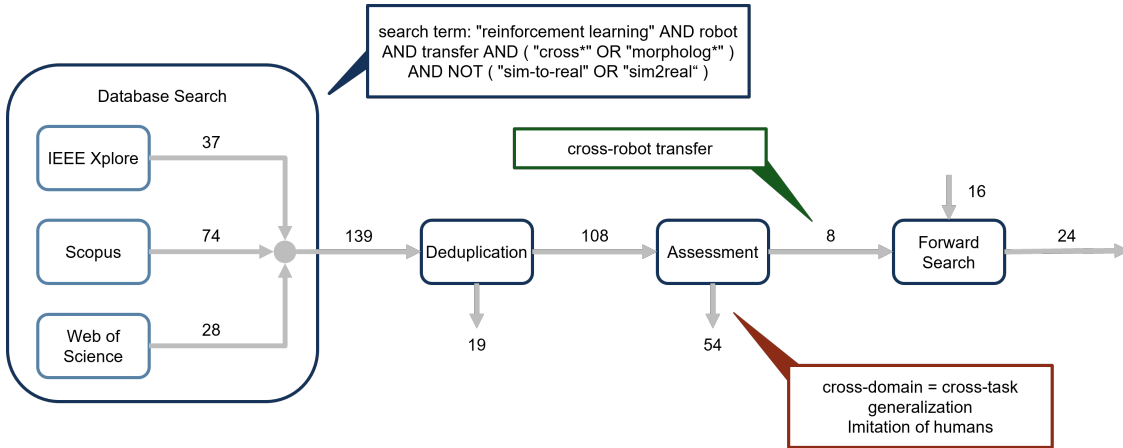 search term: "reinforcement learning" AND robot
AND transfer AND ( "cross*" OR "morpholog*" )
AND NOT ( "sim-to-real" OR "sim2real“ )
Database Search
IEEE Xplore
37
Scopus
74
Web of
Science
28
139
Deduplication
19
108
Assessment
54
cross-robot transfer
8
16
Forward
Search
24
cross-domain = cross-task
generalization
Imitation of humans